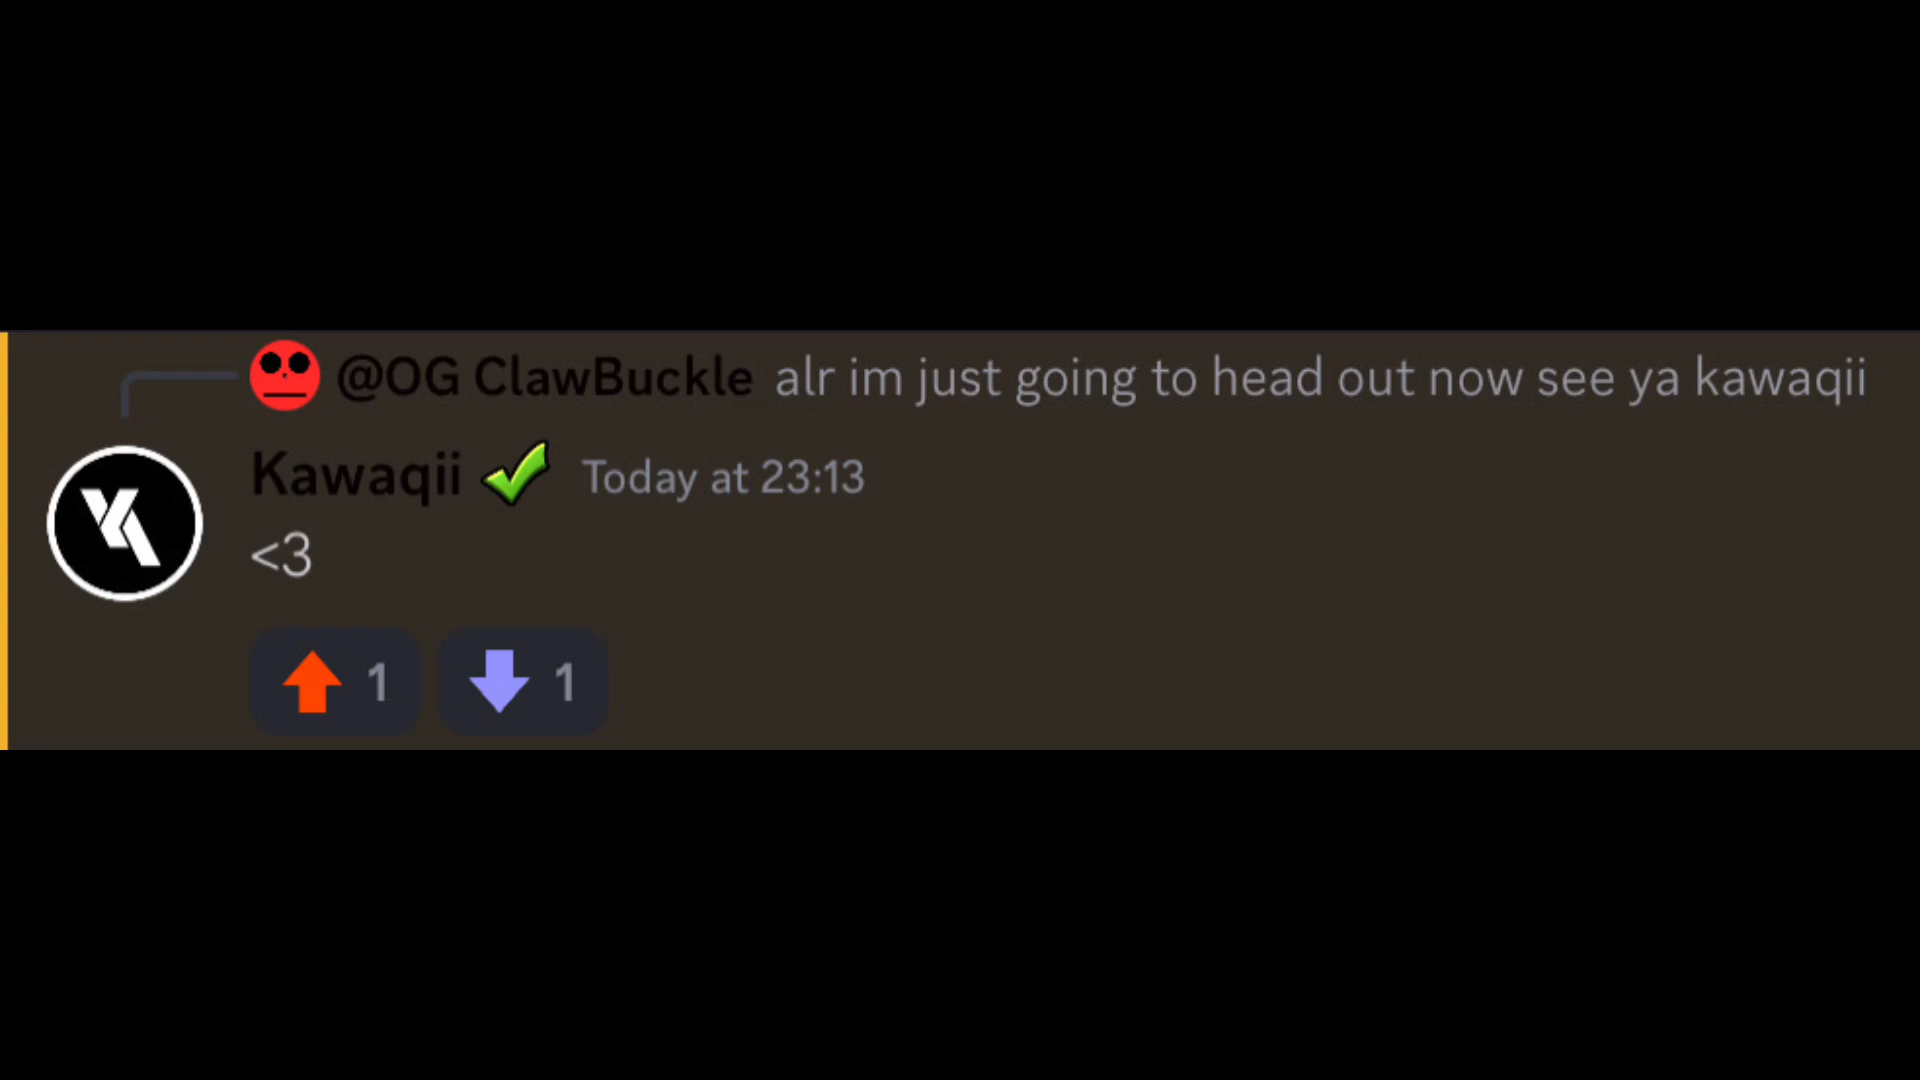 @OG ClawBuckle alr im just going to head out now see ya kawaqii
Kawaqii Today at 23:13
<3
1 1